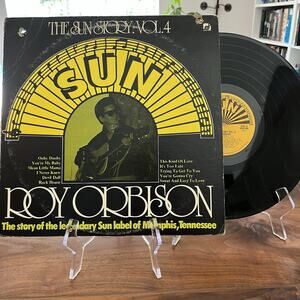 THE SUN STORY: VOL. 4
SUN
Ooby Dooby
You're My Baby
Mean Little Mama
I Never Knew
Devil Doll
Rock House
This Kind Of Love
It's Too Late
Trying To Get To You
You're Gonna Cry
Sweet And Easy To Love
ROY ORBISON
The story of the legendary Sun label of Memphis, Tennessee